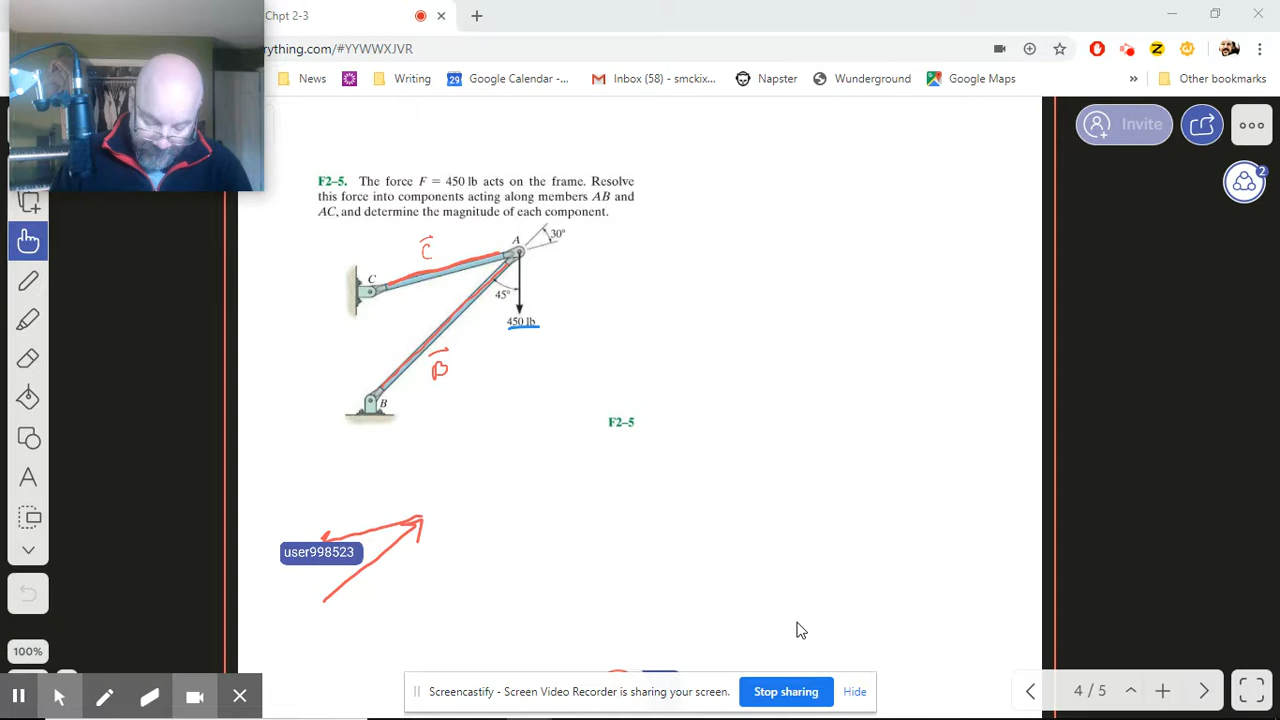 Chpt 2-3
rything.com/#YYWWXJVR
News
Writing
Google Calendar -...
Inbox (58) - smckix...
Napster
Wunderground
Google Maps
»
Other bookmarks
Invite
2
F2–5. The force F = 450 lb acts on the frame. Resolve
this force into components acting along members AB and
AC, and determine the magnitude of each component.
A
30°
C
C
45°
450 lb
B
B
F2–5
user998523
100%
Screencastify - Screen Video Recorder is sharing your screen.
Stop sharing
Hide
4 / 5